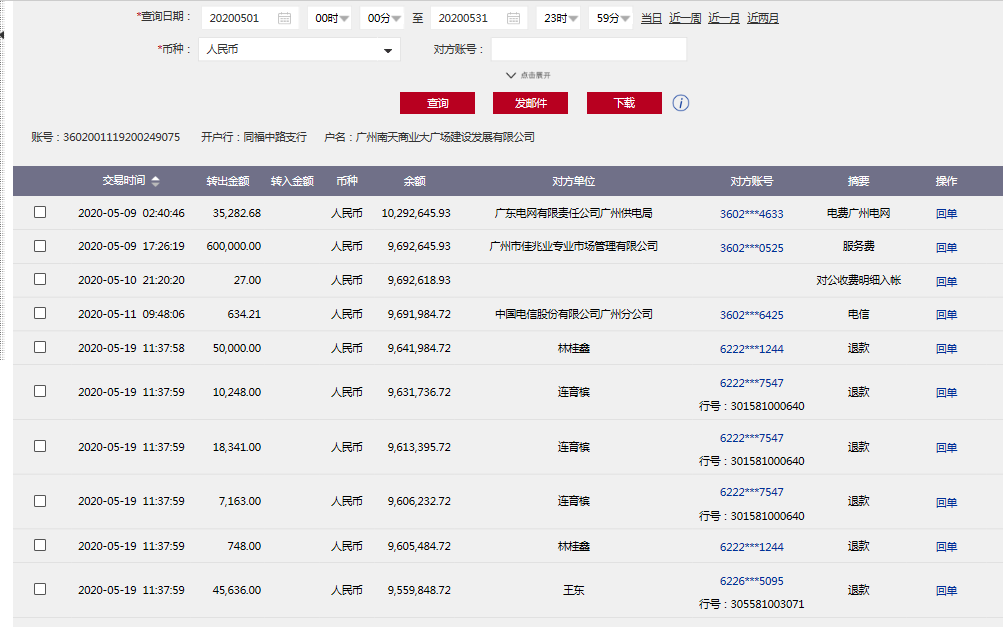 *查询日期： 20200501 00时 00分 至 20200531 23时 59分 当日 近一周 近一月 近两月
*币种： 人民币 对方账号：
点击展开
查询 发邮件 下载 i
账号：3602001119200249075 开户行：同福中路支行 户名：广州南天商业大广场建设发展有限公司
交易时间 转出金额 转入金额 币种 余额 对方单位 对方账号 摘要 操作
2020-05-09 02:40:46 35,282.68 人民币 10,292,645.93 广东电网有限责任公司广州供电局 3602***4633 电费广州电网 回单
2020-05-09 17:26:19 600,000.00 人民币 9,692,645.93 广州市佳兆业专业市场管理有限公司 3602***0525 服务费 回单
2020-05-10 21:20:20 27.00 人民币 9,692,618.93 对公收费明细入帐 回单
2020-05-11 09:48:06 634.21 人民币 9,691,984.72 中国电信股份有限公司广州分公司 3602***6425 电信 回单
2020-05-19 11:37:58 50,000.00 人民币 9,641,984.72 林桂鑫 6222***1244 退款 回单
2020-05-19 11:37:59 10,248.00 人民币 9,631,736.72 连育槟 6222***7547 退款 回单
行号：301581000640
2020-05-19 11:37:59 18,341.00 人民币 9,613,395.72 连育槟 6222***7547 退款 回单
行号：301581000640
2020-05-19 11:37:59 7,163.00 人民币 9,606,232.72 连育槟 6222***7547 退款 回单
行号：301581000640
2020-05-19 11:37:59 748.00 人民币 9,605,484.72 林桂鑫 6222***1244 退款 回单
2020-05-19 11:37:59 45,636.00 人民币 9,559,848.72 王东 6226***5095 退款 回单
行号：305581003071